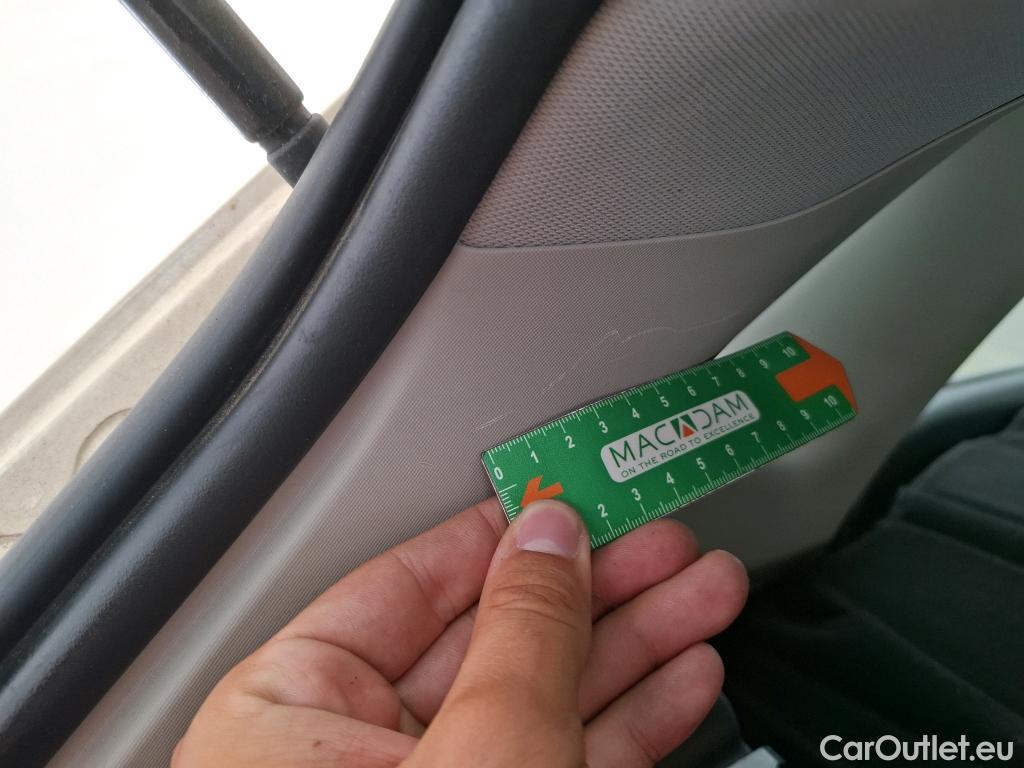 0 1 2 3 4 5 6 7 8 9 10
MACADAM
ON THE ROAD TO EXCELLENCE
2 3 4 5 6 7 8 9 10
CarOutlet.eu